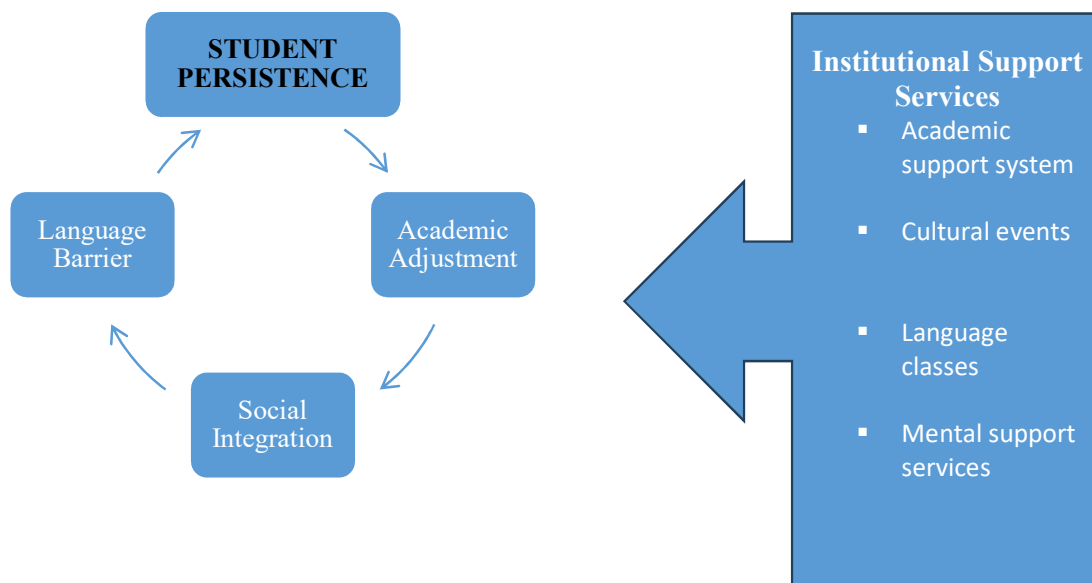 STUDENT
PERSISTENCE
Academic
Adjustment
Social
Integration
Language
Barrier
Institutional Support
Services
▪ Academic
support system
▪ Cultural events
▪ Language
classes
▪ Mental support
services